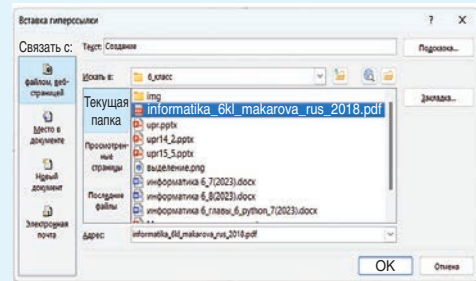 Вставка гиперссылки ? X
Связать с:
Текст: Создание
Подсказка...
файлом, веб-страницей
Искать в: 6_класс
Закладка...
Текущая папка
img
informatika_6kl_makarova_rus_2018.pdf
upr.pptx
upr14_2.pptx
upr15_5.pptx
выделение.png
информатика 6_7(2023).docx
информатика 6_8(2023).docx
информатика 6_главы_6_python_7(2023).docx
Место в документе
Просмотренные страницы
Новый документ
Последние файлы
Электронная почта
Адрес: informatika_6kl_makarova_rus_2018.pdf
OK
Отмена